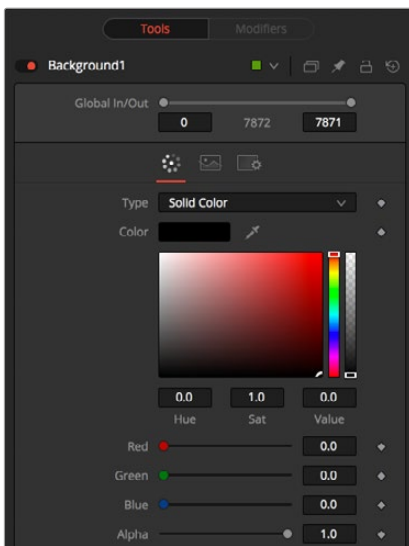 Tools Modifiers
Background1
Global In/Out
0 7872 7871
Type Solid Color
Color
0.0 1.0 0.0
Hue Sat Value
Red 0.0
Green 0.0
Blue 0.0
Alpha 1.0